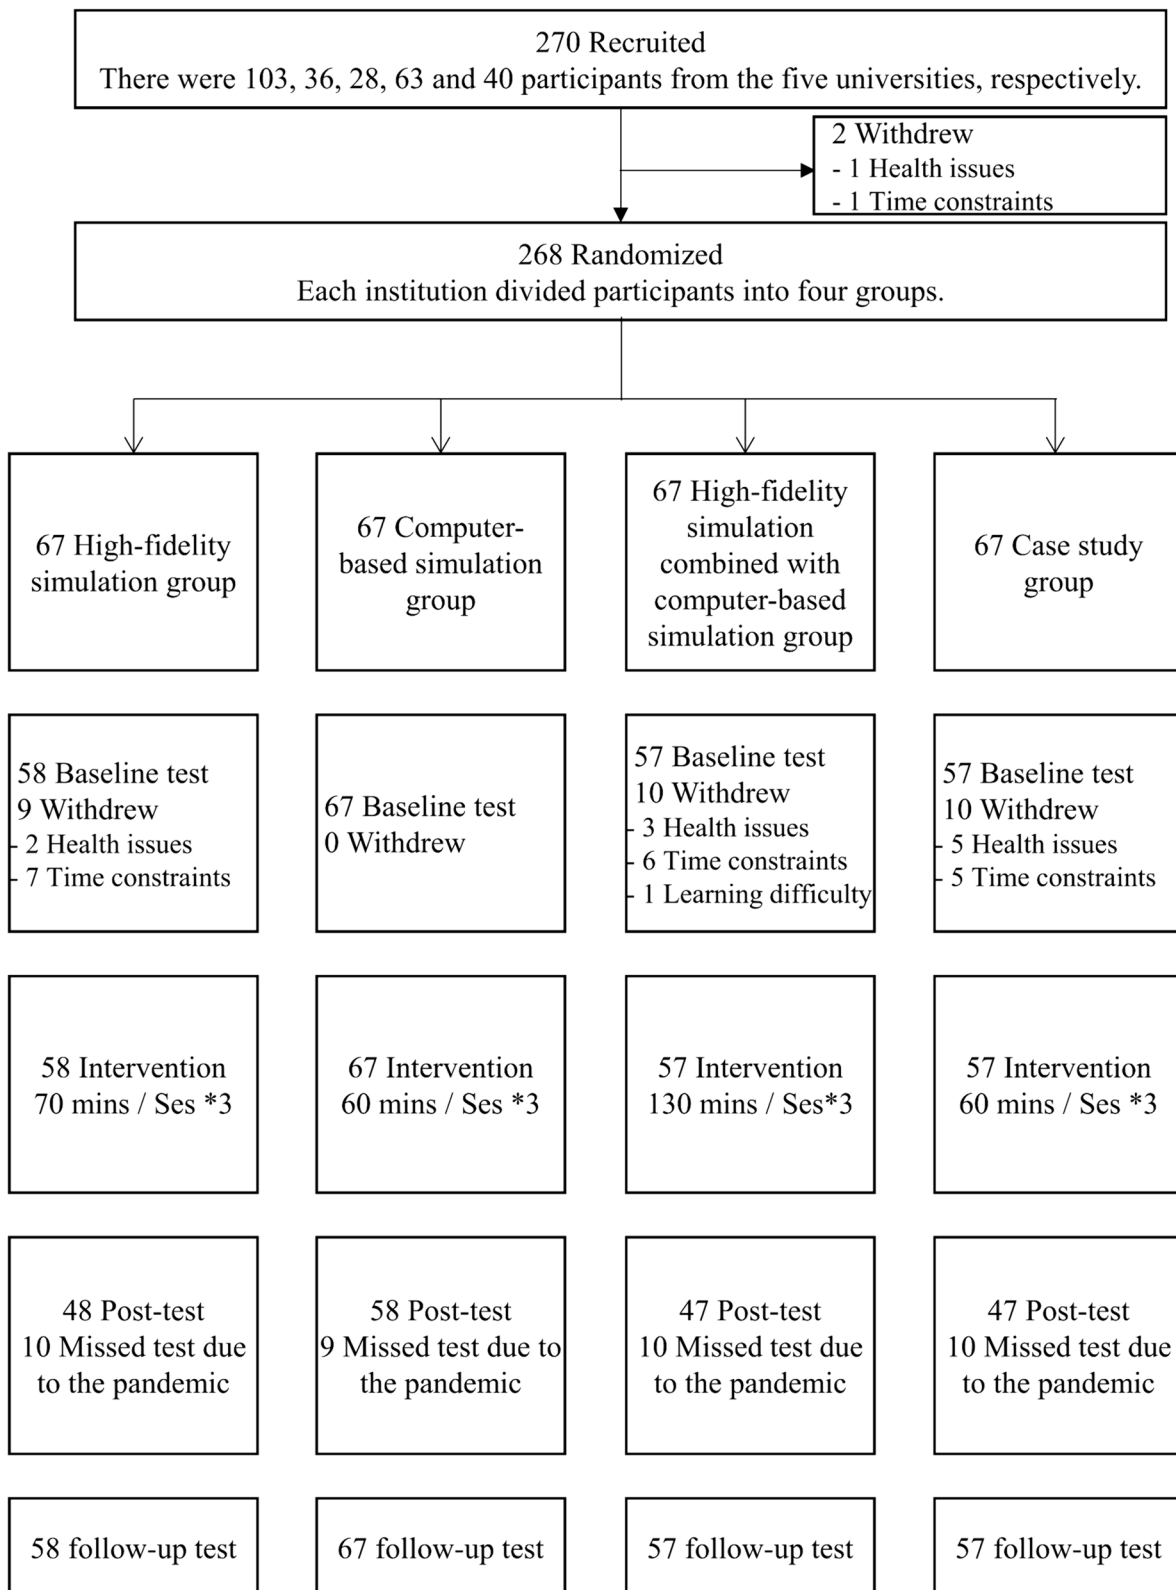 270 Recruited
There were 103, 36, 28, 63 and 40 participants from the five universities, respectively.
2 Withdrew
- 1 Health issues
- 1 Time constraints
268 Randomized
Each institution divided participants into four groups.
67 High-fidelity
simulation group
67 Computer-
based simulation
group
67 High-fidelity
simulation
combined with
computer-based
simulation group
67 Case study
group
58 Baseline test
9 Withdrew
- 2 Health issues
- 7 Time constraints
67 Baseline test
0 Withdrew
57 Baseline test
10 Withdrew
- 3 Health issues
- 6 Time constraints
- 1 Learning difficulty
57 Baseline test
10 Withdrew
- 5 Health issues
- 5 Time constraints
58 Intervention
70 mins / Ses *3
67 Intervention
60 mins / Ses *3
57 Intervention
130 mins / Ses*3
57 Intervention
60 mins / Ses *3
48 Post-test
10 Missed test due
to the pandemic
58 Post-test
9 Missed test due to
the pandemic
47 Post-test
10 Missed test due
to the pandemic
47 Post-test
10 Missed test due
to the pandemic
58 follow-up test
67 follow-up test
57 follow-up test
57 follow-up test